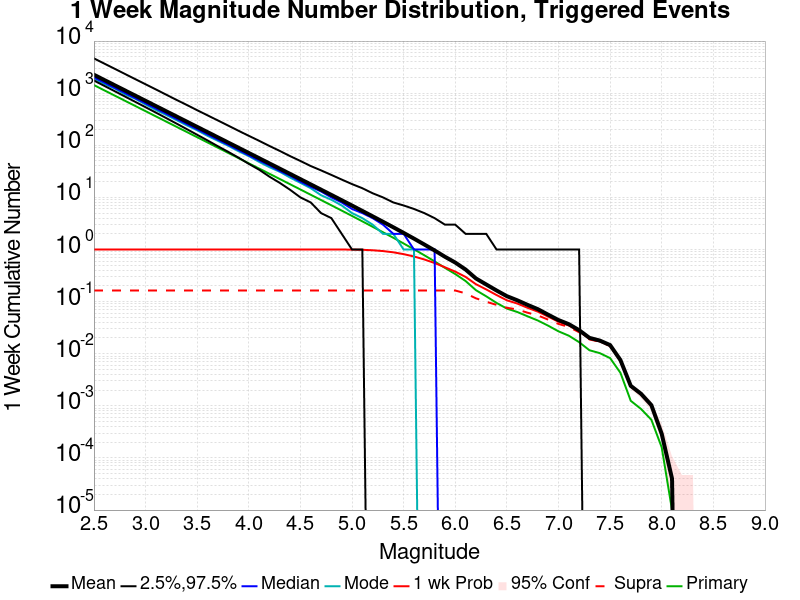 1 Week Magnitude Number Distribution, Triggered Events
1 Week Cumulative Number
10^4
10^3
10^2
10^1
10^0
10^-1
10^-2
10^-3
10^-4
10^-5
2.5 3.0 3.5 4.0 4.5 5.0 5.5 6.0 6.5 7.0 7.5 8.0 8.5 9.0
Magnitude
Mean 2.5%,97.5% Median Mode 1 wk Prob 95% Conf Supra Primary